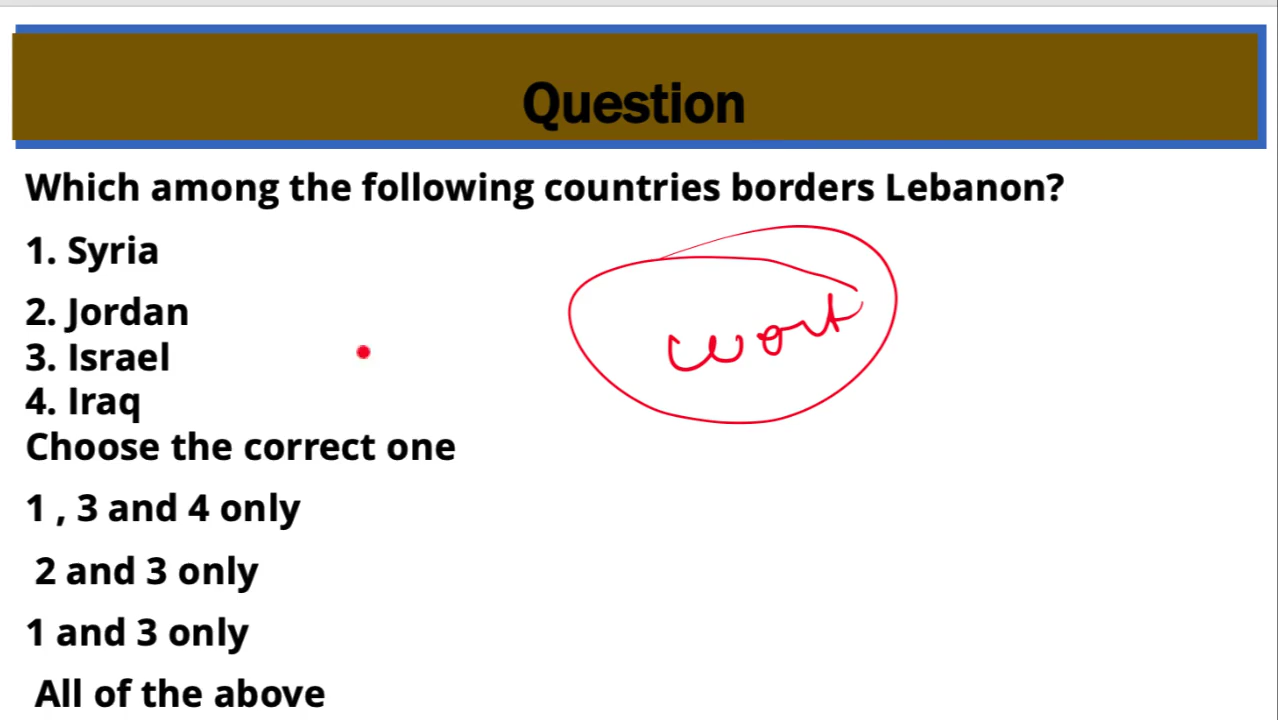 Question
Which among the following countries borders Lebanon?
1. Syria
2. Jordan
3. Israel
4. Iraq
Choose the correct one
1 , 3 and 4 only
2 and 3 only
1 and 3 only
All of the above